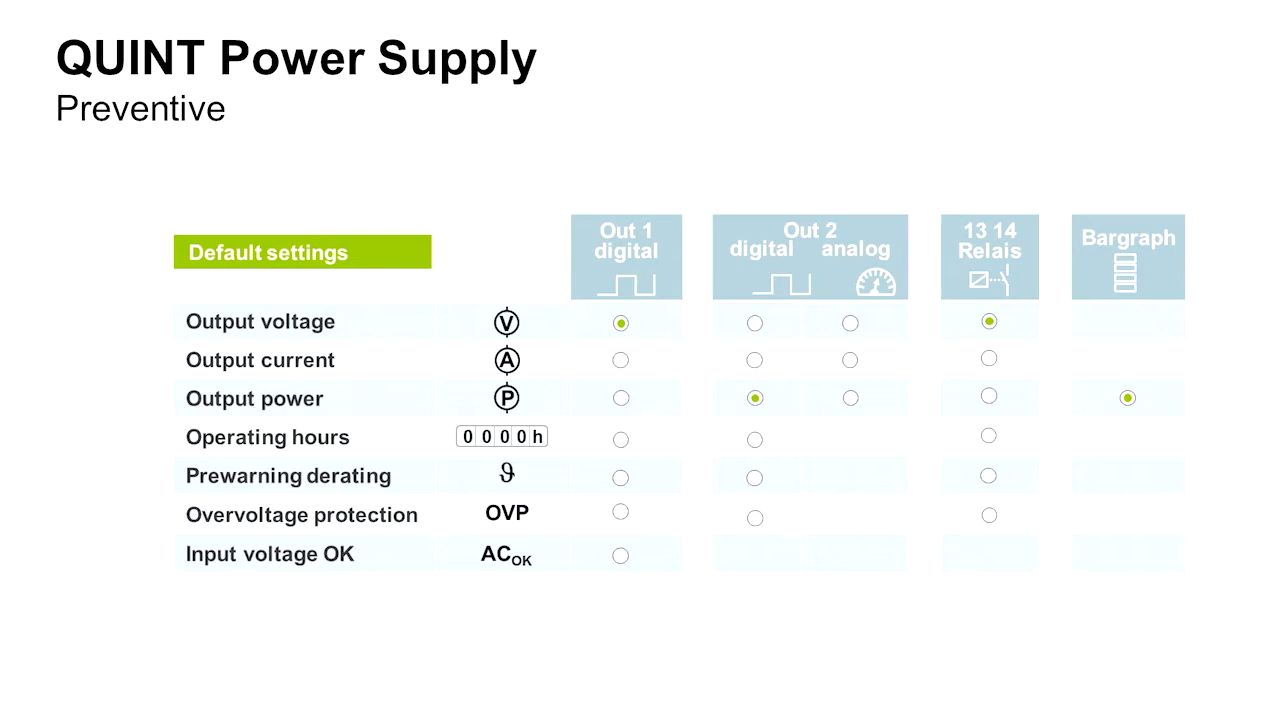 QUINT Power Supply
Preventive
Default settings
Out 1
digital
Out 2
digital analog
13 14
Relais
Bargraph
Output voltage V
Output current A
Output power P
Operating hours 0 0 0 0 h
Prewarning derating ϑ
Overvoltage protection OVP
Input voltage OK ACOK